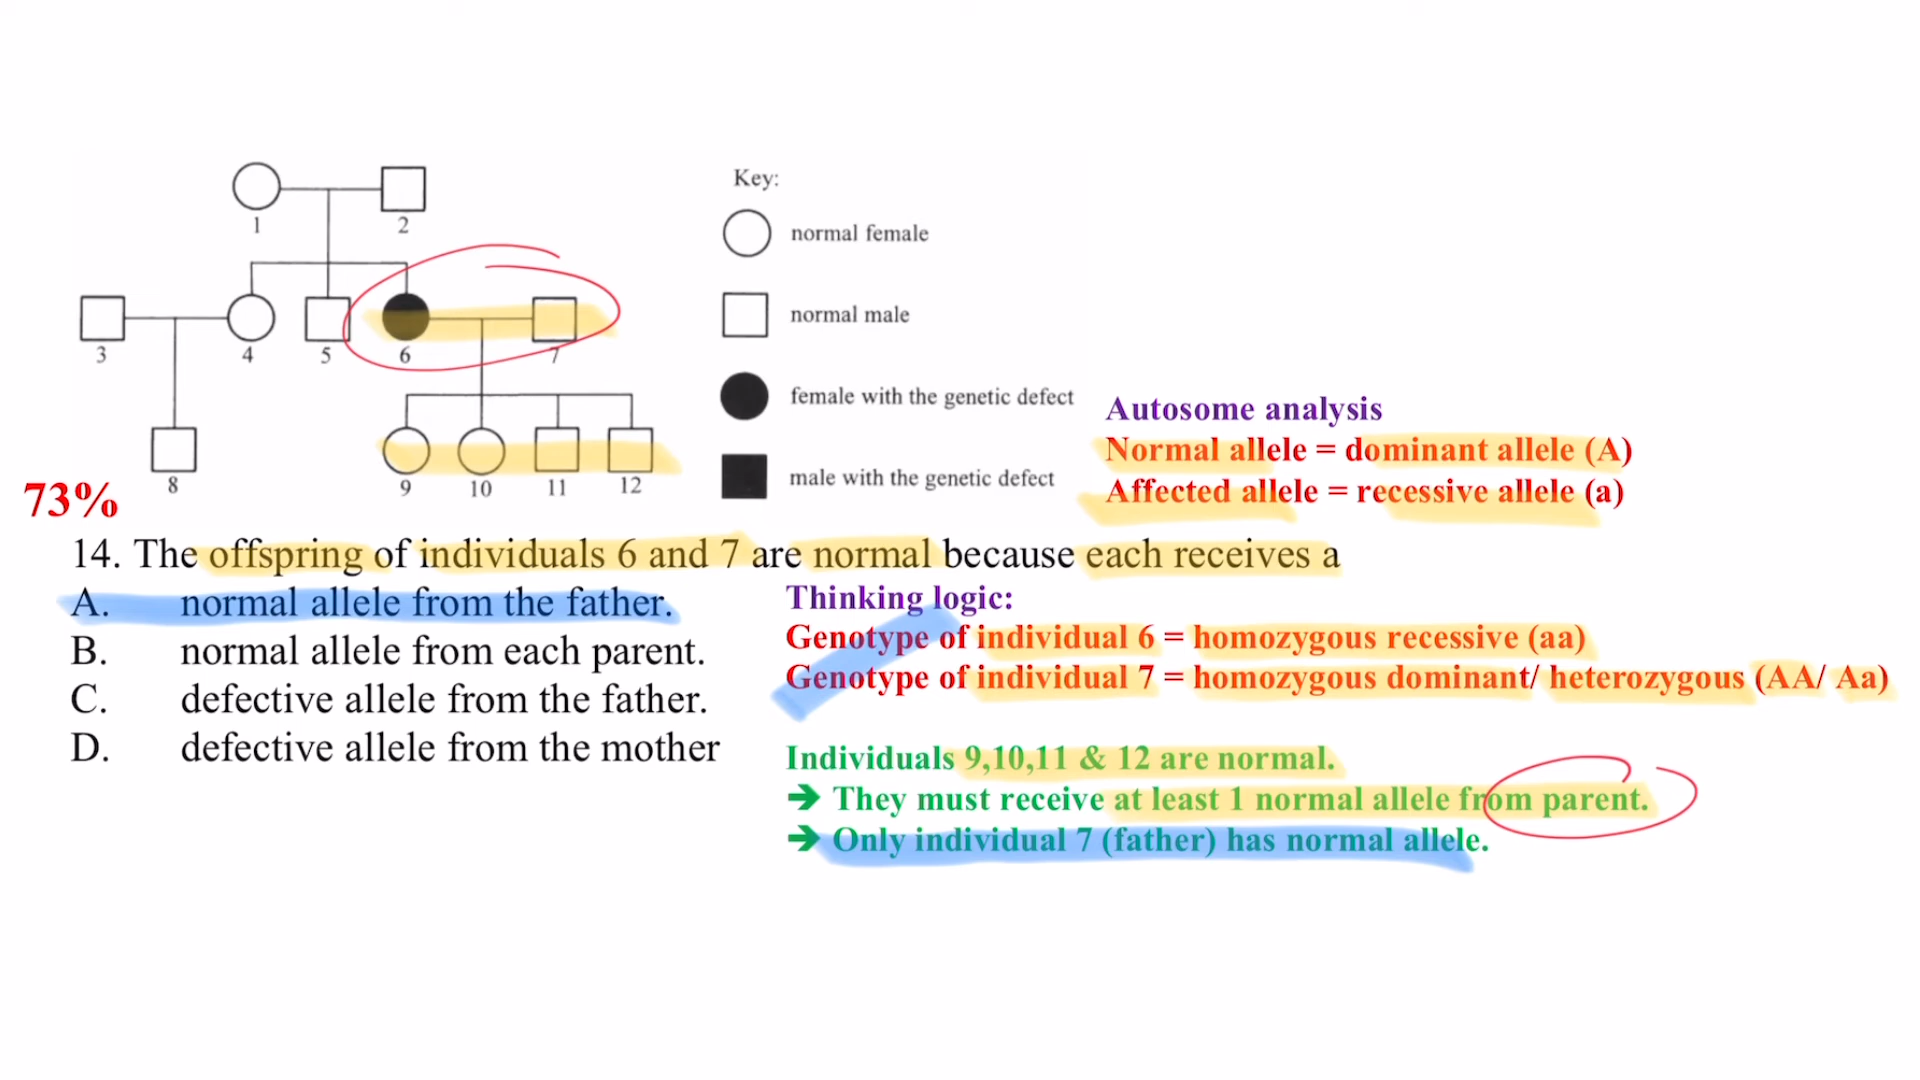 1
2
3
4
5
6
7
8
9
10
11
12
Key:
normal female
normal male
female with the genetic defect
male with the genetic defect
Autosome analysis
Normal allele = dominant allele (A)
Affected allele = recessive allele (a)
73%
14. The offspring of individuals 6 and 7 are normal because each receives a
A. normal allele from the father.
B. normal allele from each parent.
C. defective allele from the father.
D. defective allele from the mother
Thinking logic:
Genotype of individual 6 = homozygous recessive (aa)
Genotype of individual 7 = homozygous dominant/ heterozygous (AA/ Aa)
Individuals 9,10,11 & 12 are normal.
➔ They must receive at least 1 normal allele from parent.
➔ Only individual 7 (father) has normal allele.